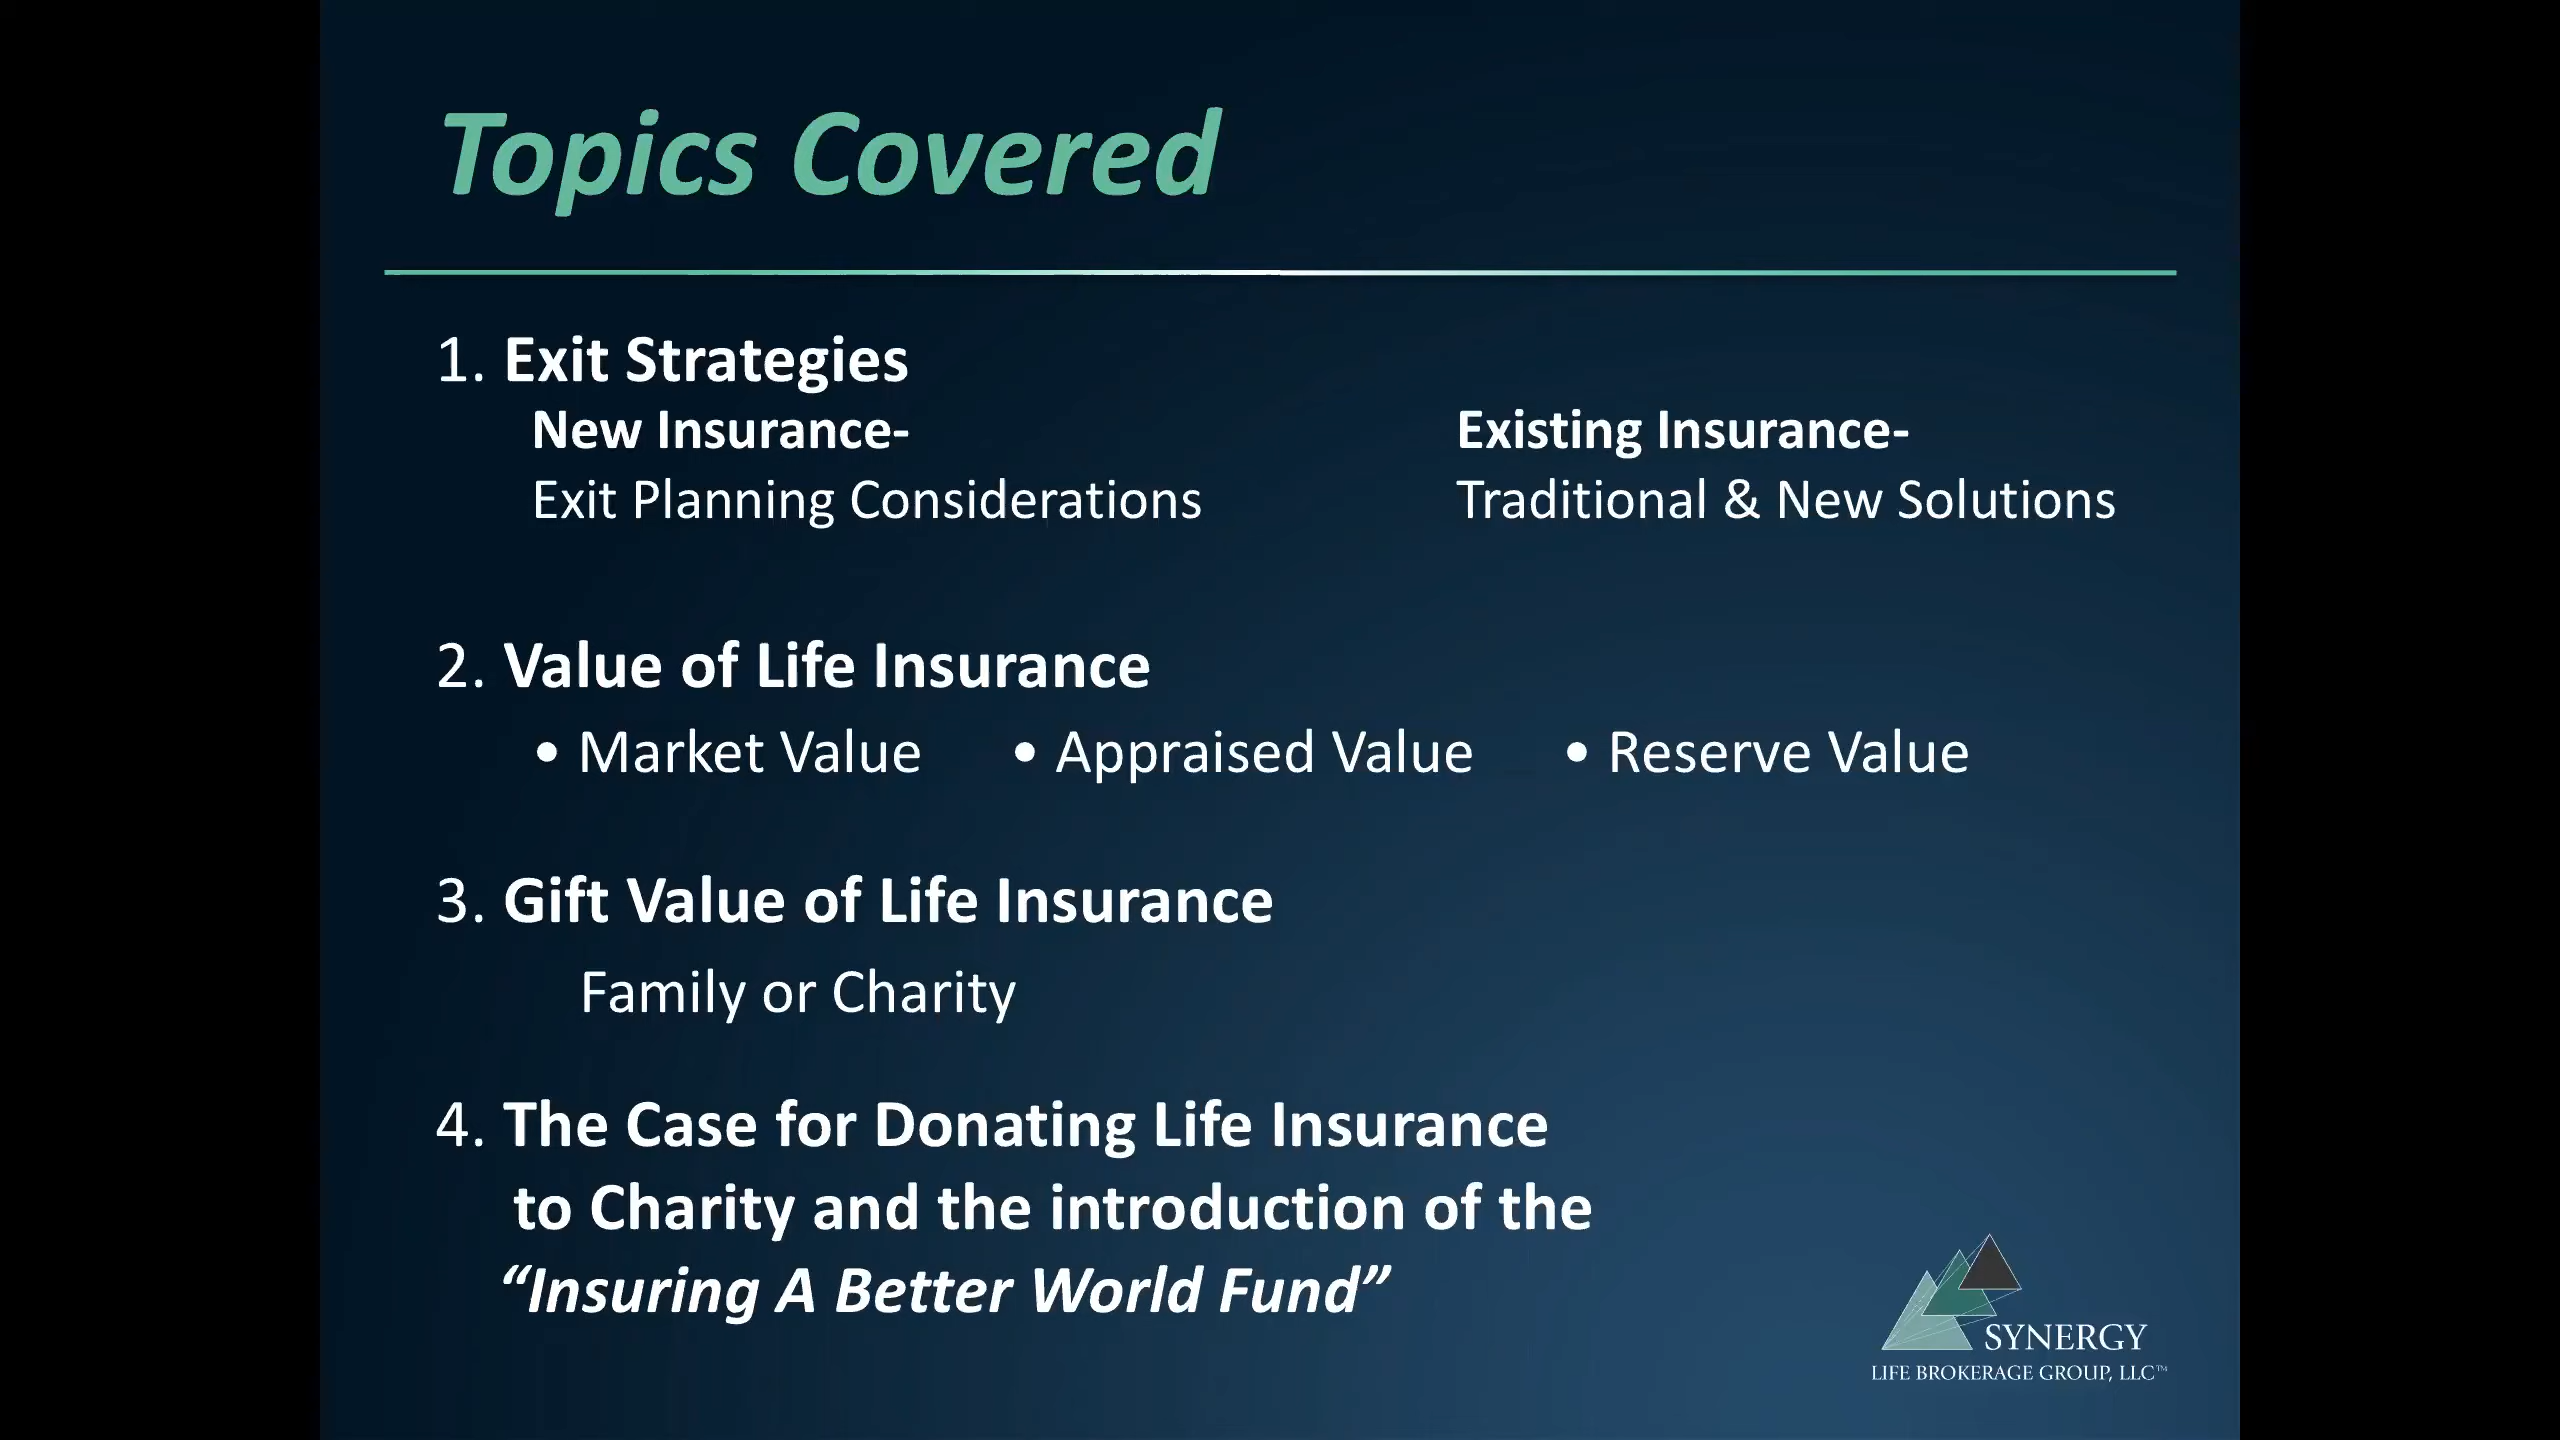 Topics Covered
1. Exit Strategies
New Insurance-
Exit Planning Considerations
Existing Insurance-
Traditional & New Solutions
2. Value of Life Insurance
• Market Value • Appraised Value • Reserve Value
3. Gift Value of Life Insurance
Family or Charity
4. The Case for Donating Life Insurance
to Charity and the introduction of the
“Insuring A Better World Fund”
SYNERGY
LIFE BROKERAGE GROUP, LLC™